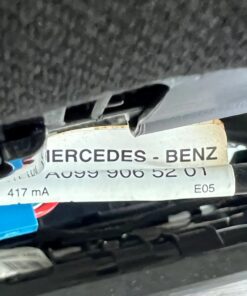 MERCEDES - BENZ
A099 906 52 01
417 mA E05